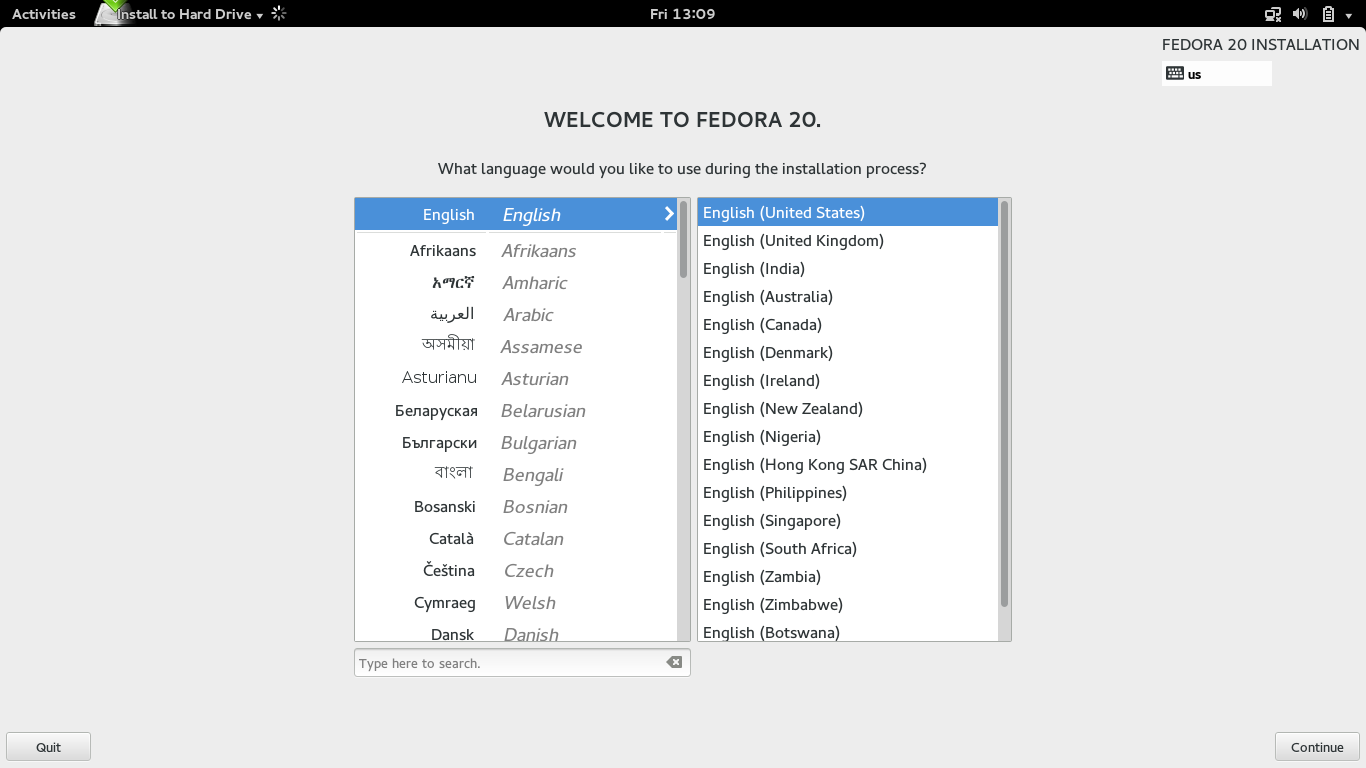 Activities Install to Hard Drive Fri 13:09
FEDORA 20 INSTALLATION
us
WELCOME TO FEDORA 20.
What language would you like to use during the installation process?
English English
Afrikaans Afrikaans
አማርኛ Amharic
العربية Arabic
অসমীয়া Assamese
Asturianu Asturian
Беларуская Belarusian
Български Bulgarian
বাংলা Bengali
Bosanski Bosnian
Català Catalan
Čeština Czech
Cymraeg Welsh
Dansk Danish
English (United States)
English (United Kingdom)
English (India)
English (Australia)
English (Canada)
English (Denmark)
English (Ireland)
English (New Zealand)
English (Nigeria)
English (Hong Kong SAR China)
English (Philippines)
English (Singapore)
English (South Africa)
English (Zambia)
English (Zimbabwe)
English (Botswana)
Type here to search.
Quit Continue